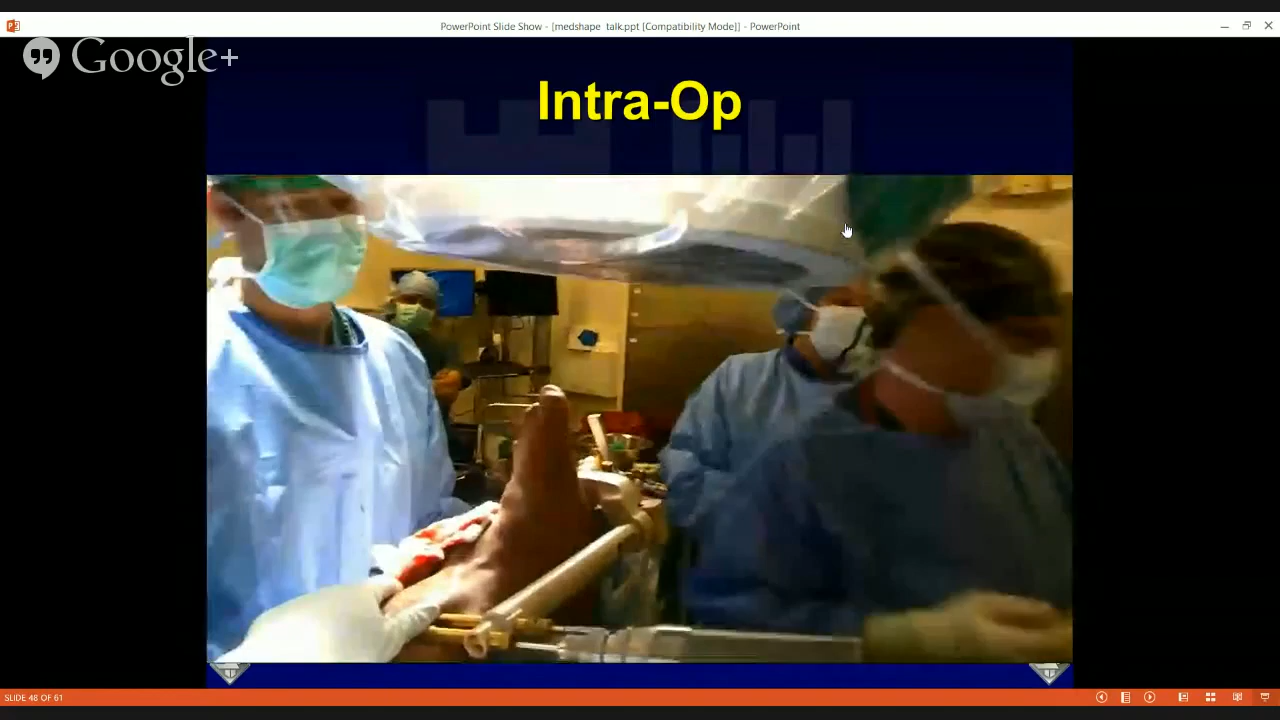 PowerPoint Slide Show - [medshape talk.ppt [Compatibility Mode]] - PowerPoint
Google+
Intra-Op
SLIDE 48 OF 61